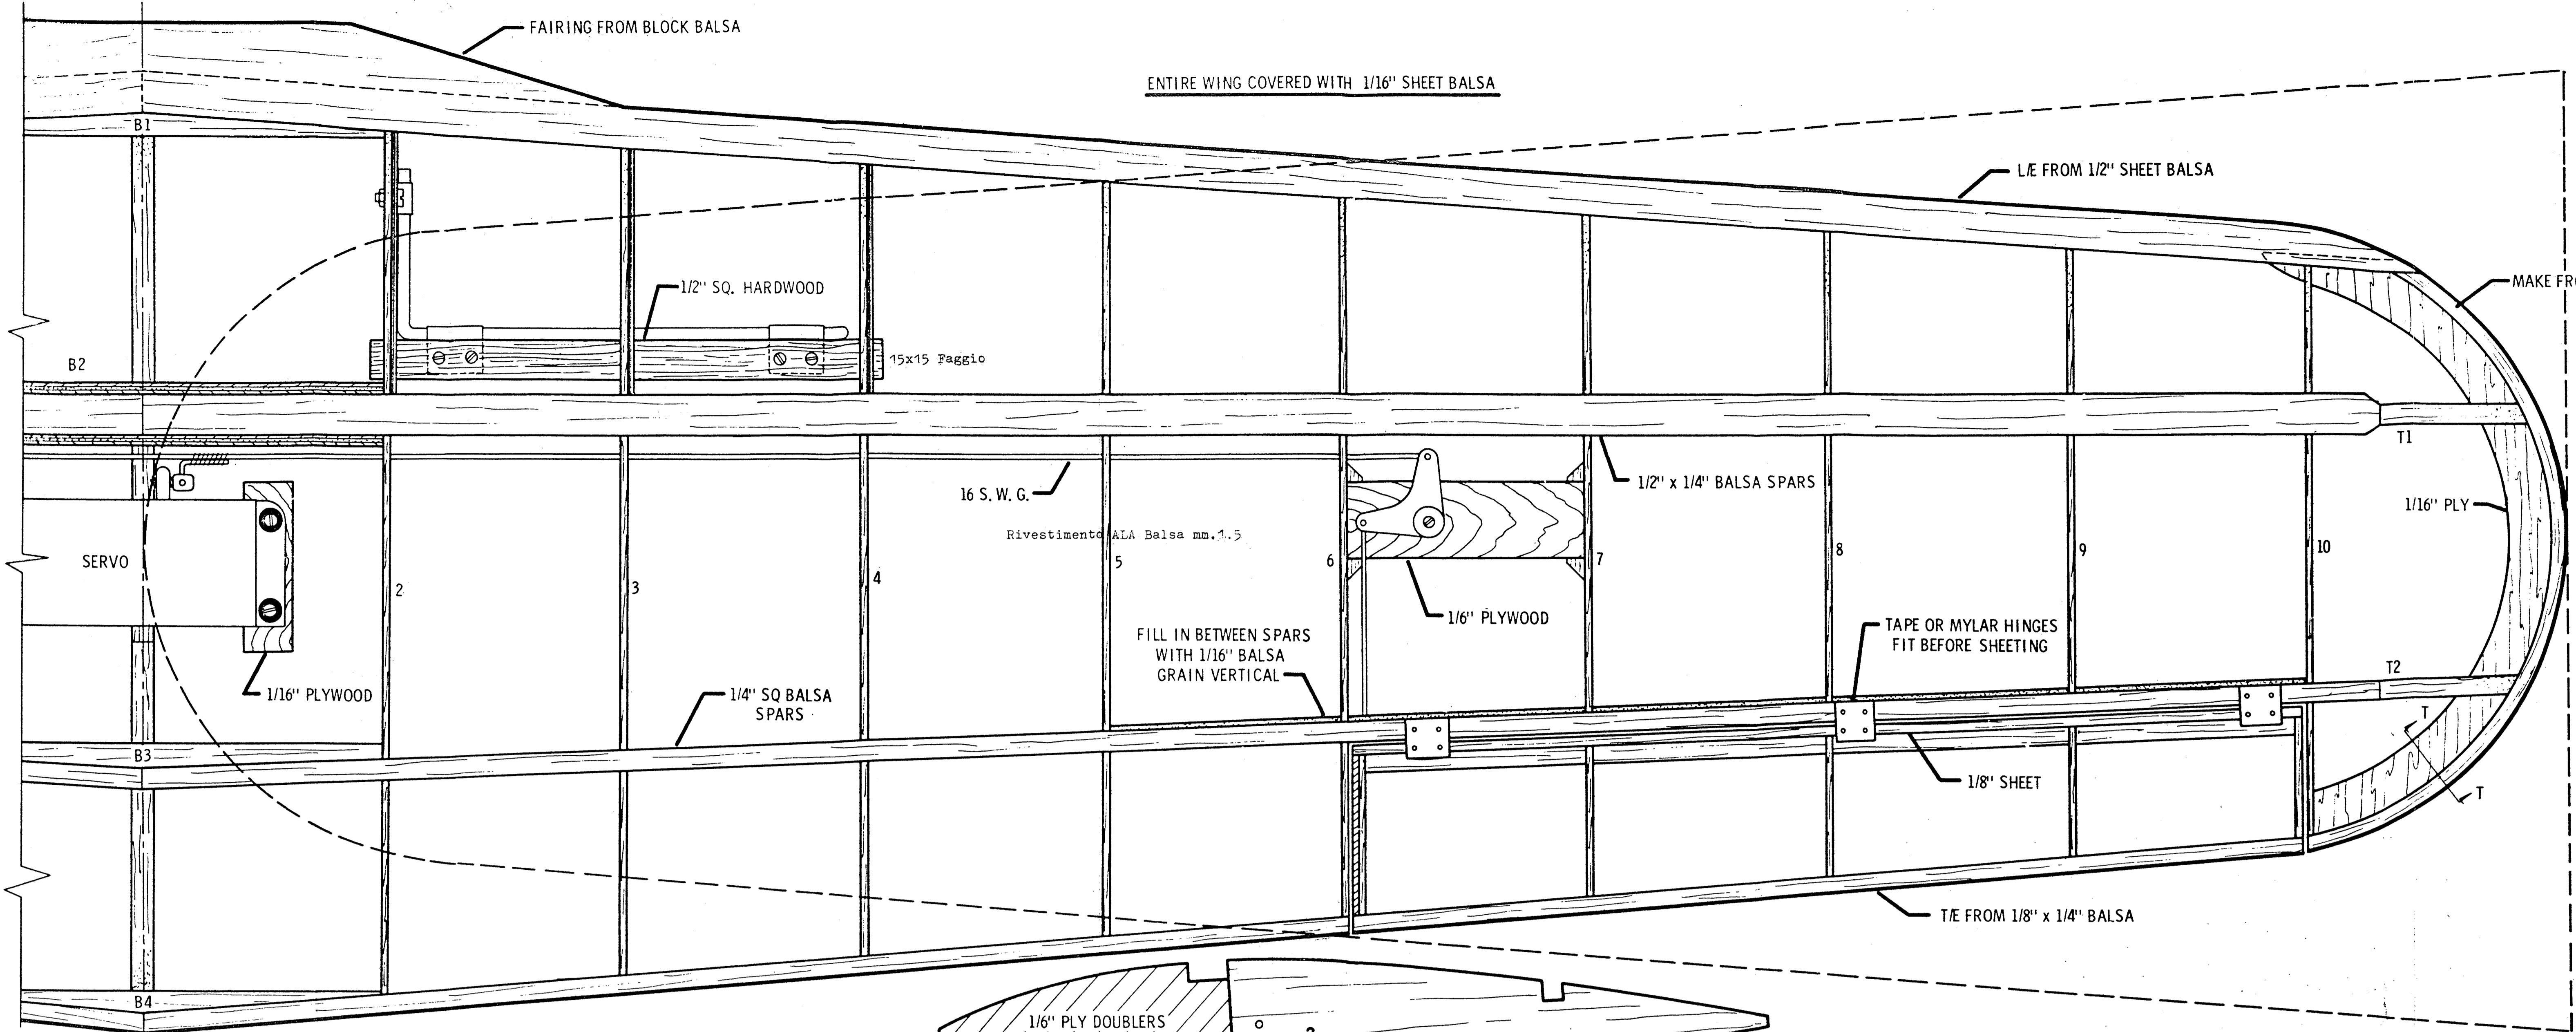 FAIRING FROM BLOCK BALSA
ENTIRE WING COVERED WITH 1/16" SHEET BALSA
B1
L/E FROM 1/2" SHEET BALSA
MAKE
1/2" SQ. HARDWOOD
15x15 Faggio
B2
T1
16 S. W. G.
1/2" x 1/4" BALSA SPARS
1/16" PLY
Rivestimento ALA Balsa mm.1.5
SERVO
2
3
4
5
6
7
8
9
10
1/6" PLYWOOD
FILL IN BETWEEN SPARS
WITH 1/16" BALSA
GRAIN VERTICAL
TAPE OR MYLAR HINGES
FIT BEFORE SHEETING
T2
1/16" PLYWOOD
1/4" SQ BALSA
SPARS
T
B3
1/8" SHEET
T
T/E FROM 1/8" x 1/4" BALSA
B4
1/6" PLY DOUBLERS